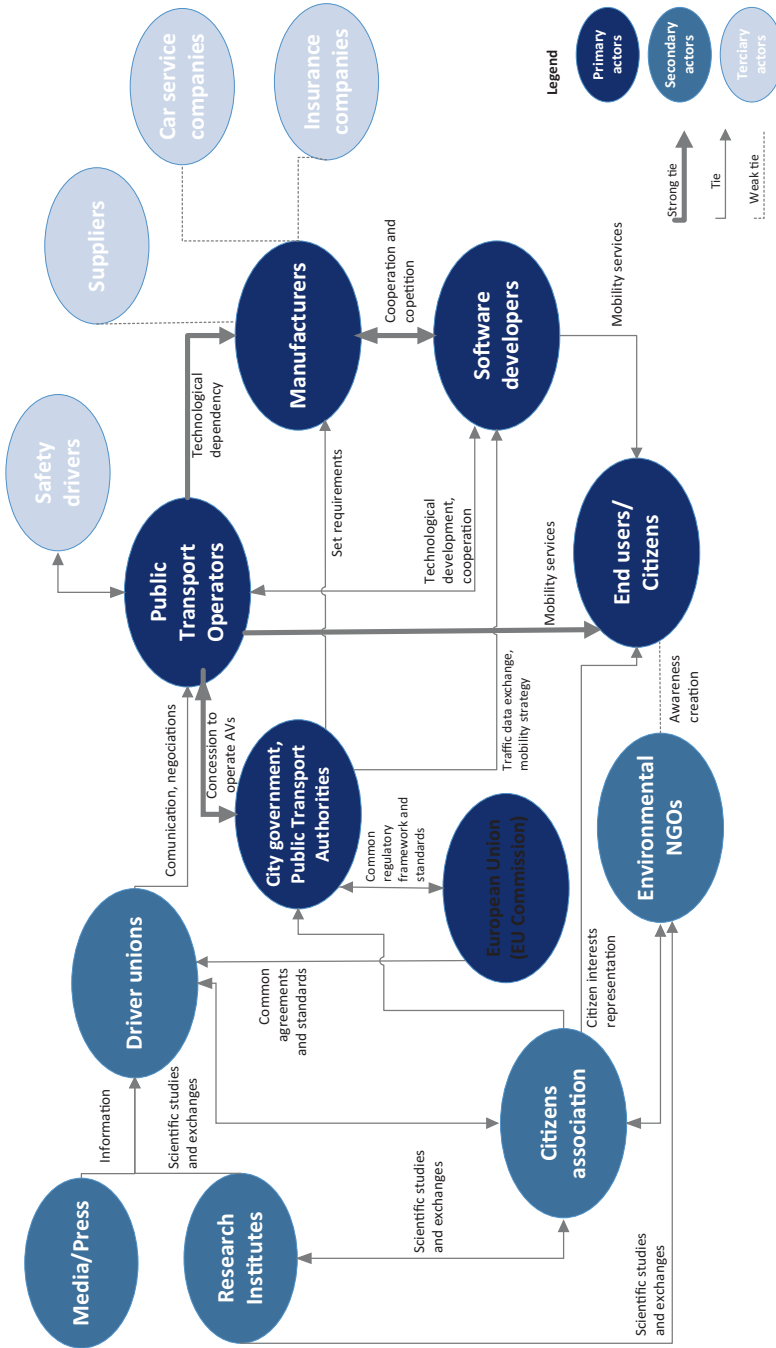 Media/Press
Information
Scientific studies
and exchanges
Research
Institutes
Scientific studies
and exchanges
Scientific studies
and exchanges
Driver unions
Comunication, negociations
Common
agreements
and standards
Citizens
association
Citizen interests
representation
Concession to
operate AVs
City government,
Public Transport
Authorities
Common
regulatory
framework and
standards
European Union
(EU Commission)
Environmental
NGOs
Awareness
creation
Safety
drivers
Public
Transport
Operators
Technological
dependency
Set requirements
Technological
development,
cooperation
Traffic data exchange,
mobility strategy
Mobility services
End users/
Citizens
Suppliers
Car service
companies
Insurance
companies
Manufacturers
Cooperation and
copetition
Software
developers
Mobility services
Legend
Strong tie
Tie
Weak tie
Primary
actors
Secondary
actors
Terciary
actors